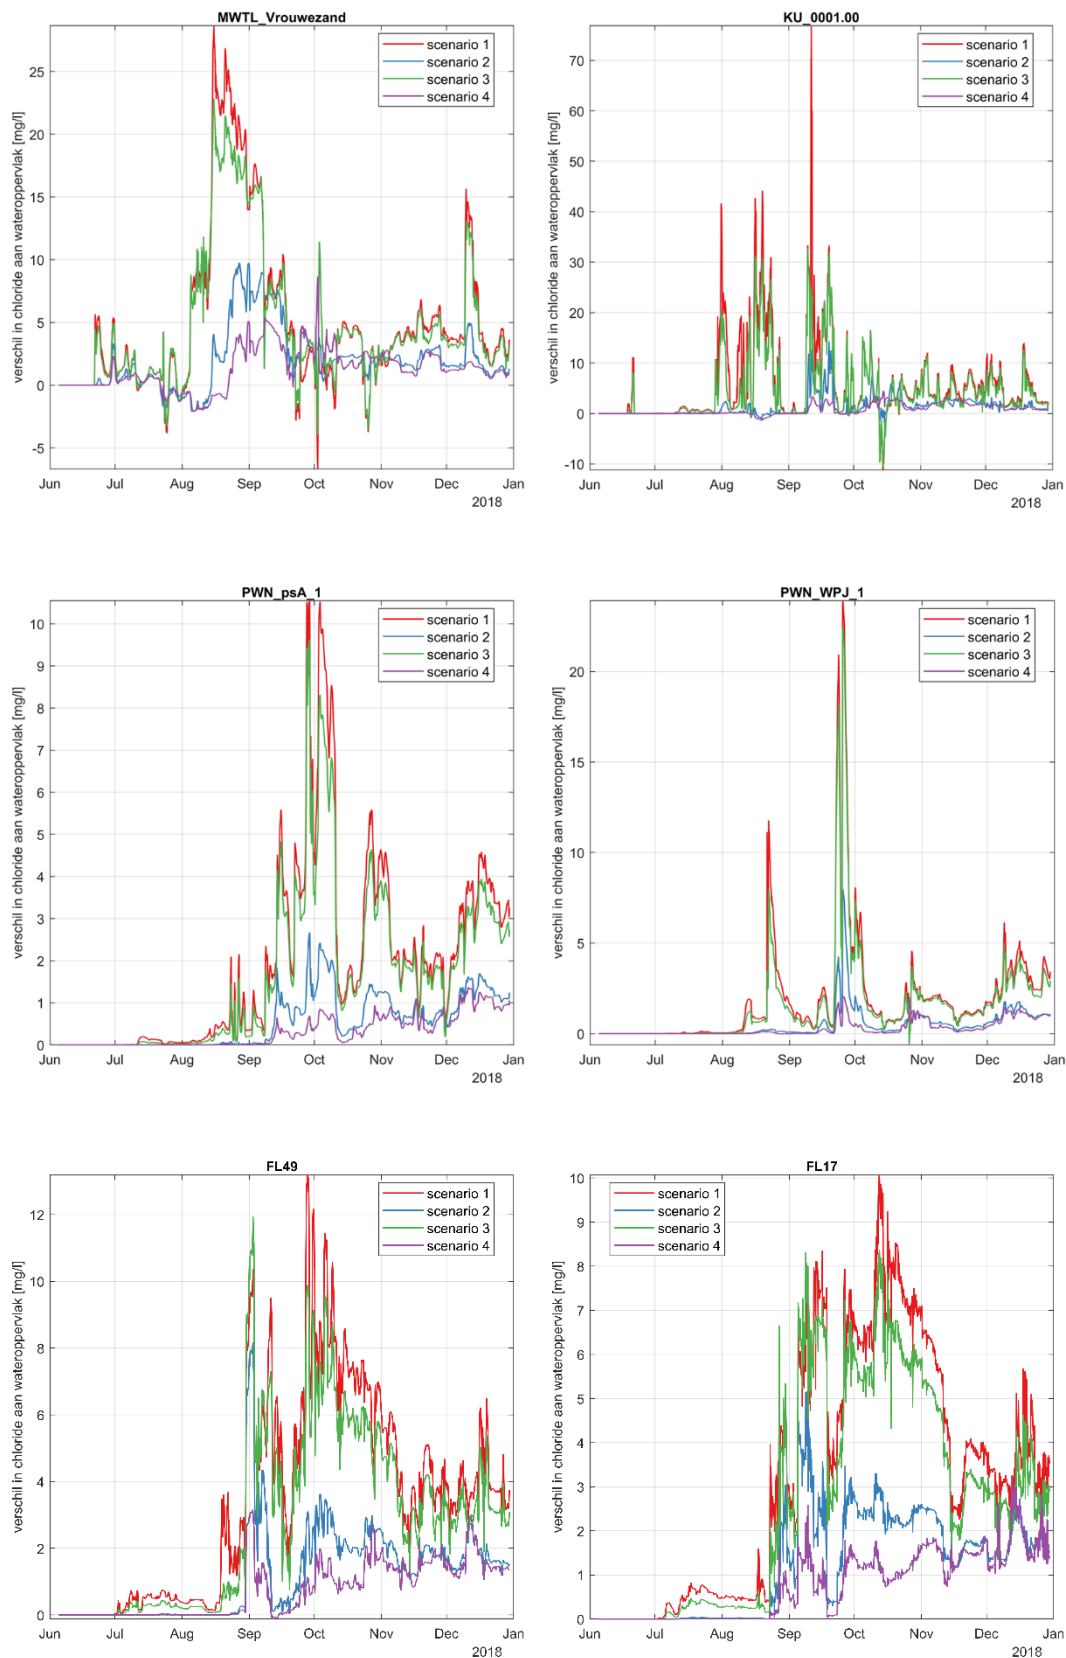 MWTL_Vrouwezand
verschil in chloride aan wateroppervlak [mg/l]
25
20
15
10
5
0
-5
scenario 1
scenario 2
scenario 3
scenario 4
Jun Jul Aug Sep Oct Nov Dec Jan
2018
KU_0001.00
verschil in chloride aan wateroppervlak [mg/l]
70
60
50
40
30
20
10
0
-10
scenario 1
scenario 2
scenario 3
scenario 4
Jun Jul Aug Sep Oct Nov Dec Jan
2018
PWN_psA_1
verschil in chloride aan wateroppervlak [mg/l]
10
9
8
7
6
5
4
3
2
1
0
scenario 1
scenario 2
scenario 3
scenario 4
Jun Jul Aug Sep Oct Nov Dec Jan
2018
PWN_WPJ_1
verschil in chloride aan wateroppervlak [mg/l]
20
15
10
5
0
scenario 1
scenario 2
scenario 3
scenario 4
Jun Jul Aug Sep Oct Nov Dec Jan
2018
FL49
verschil in chloride aan wateroppervlak [mg/l]
12
10
8
6
4
2
0
scenario 1
scenario 2
scenario 3
scenario 4
Jun Jul Aug Sep Oct Nov Dec Jan
2018
FL17
verschil in chloride aan wateroppervlak [mg/l]
10
9
8
7
6
5
4
3
2
1
0
scenario 1
scenario 2
scenario 3
scenario 4
Jun Jul Aug Sep Oct Nov Dec Jan
2018